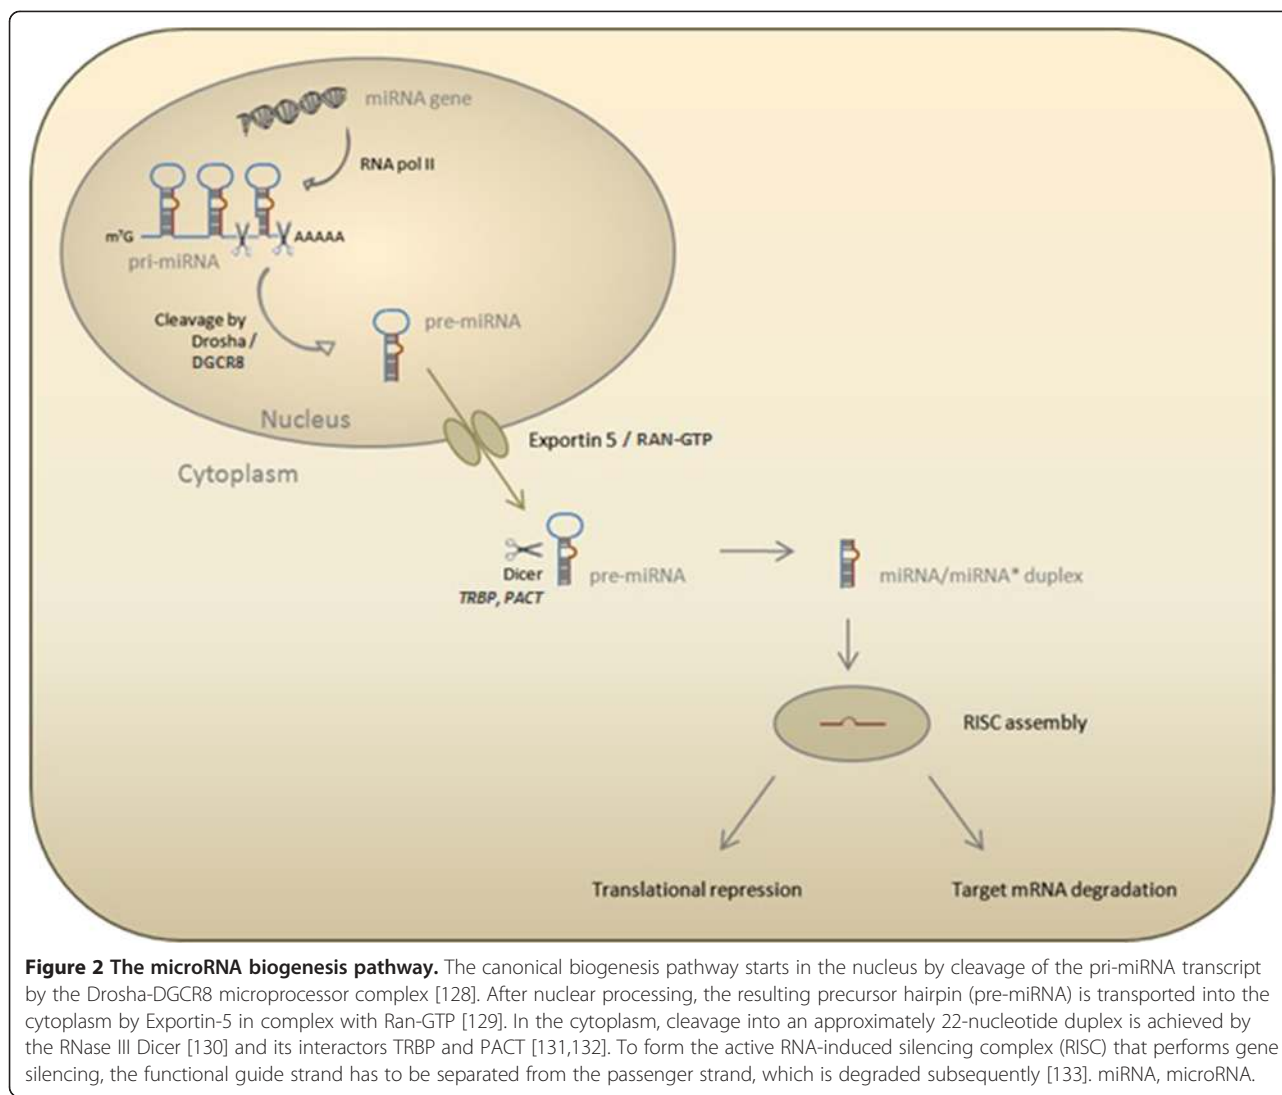 miRNA gene
RNA pol II
m⁷G
AAAAA
pri-miRNA
Cleavage by
Drosha /
DGCR8
pre-miRNA
Nucleus
Exportin 5 / RAN-GTP
Cytoplasm
Dicer
TRBP, PACT
pre-miRNA
miRNA/miRNA* duplex
RISC assembly
Translational repression
Target mRNA degradation
Figure 2 The microRNA biogenesis pathway. The canonical biogenesis pathway starts in the nucleus by cleavage of the pri-miRNA transcript
by the Drosha-DGCR8 microprocessor complex [128]. After nuclear processing, the resulting precursor hairpin (pre-miRNA) is transported into the
cytoplasm by Exportin-5 in complex with Ran-GTP [129]. In the cytoplasm, cleavage into an approximately 22-nucleotide duplex is achieved by
the RNase III Dicer [130] and its interactors TRBP and PACT [131,132]. To form the active RNA-induced silencing complex (RISC) that performs gene
silencing, the functional guide strand has to be separated from the passenger strand, which is degraded subsequently [133]. miRNA, microRNA.